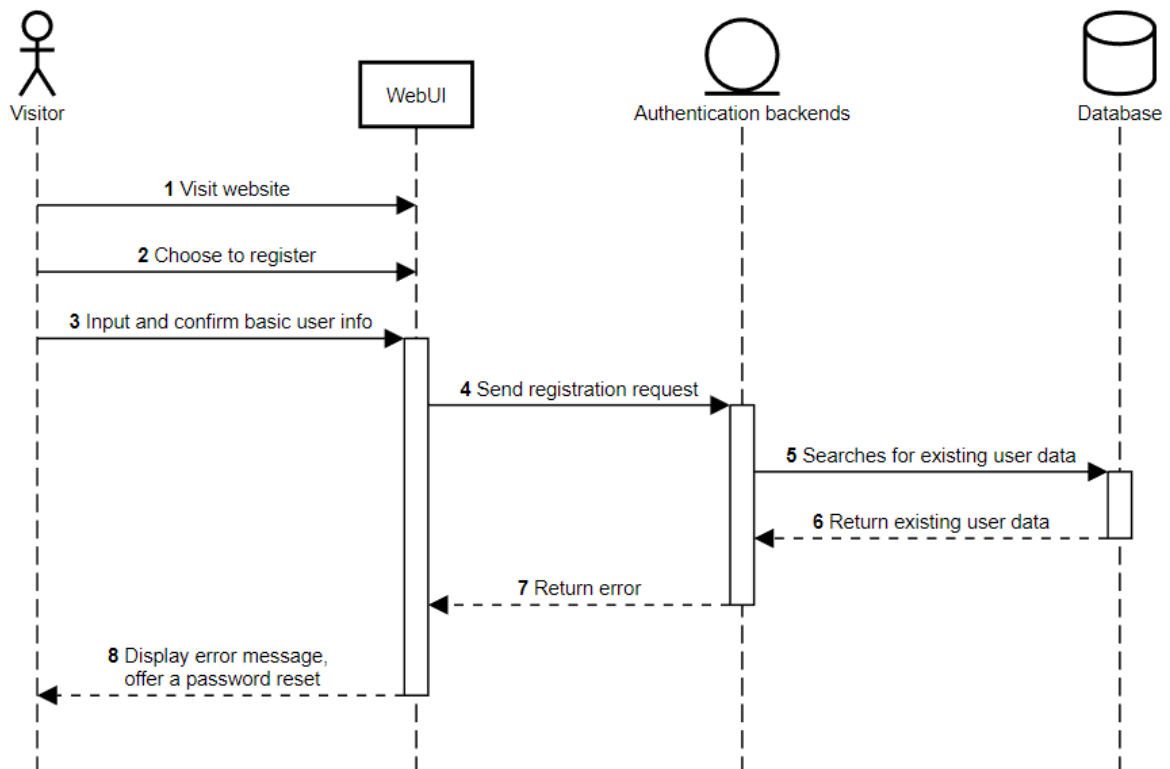 Visitor
WebUI
Authentication backends
Database
1 Visit website
2 Choose to register
3 Input and confirm basic user info
4 Send registration request
5 Searches for existing user data
6 Return existing user data
7 Return error
8 Display error message,
offer a password reset